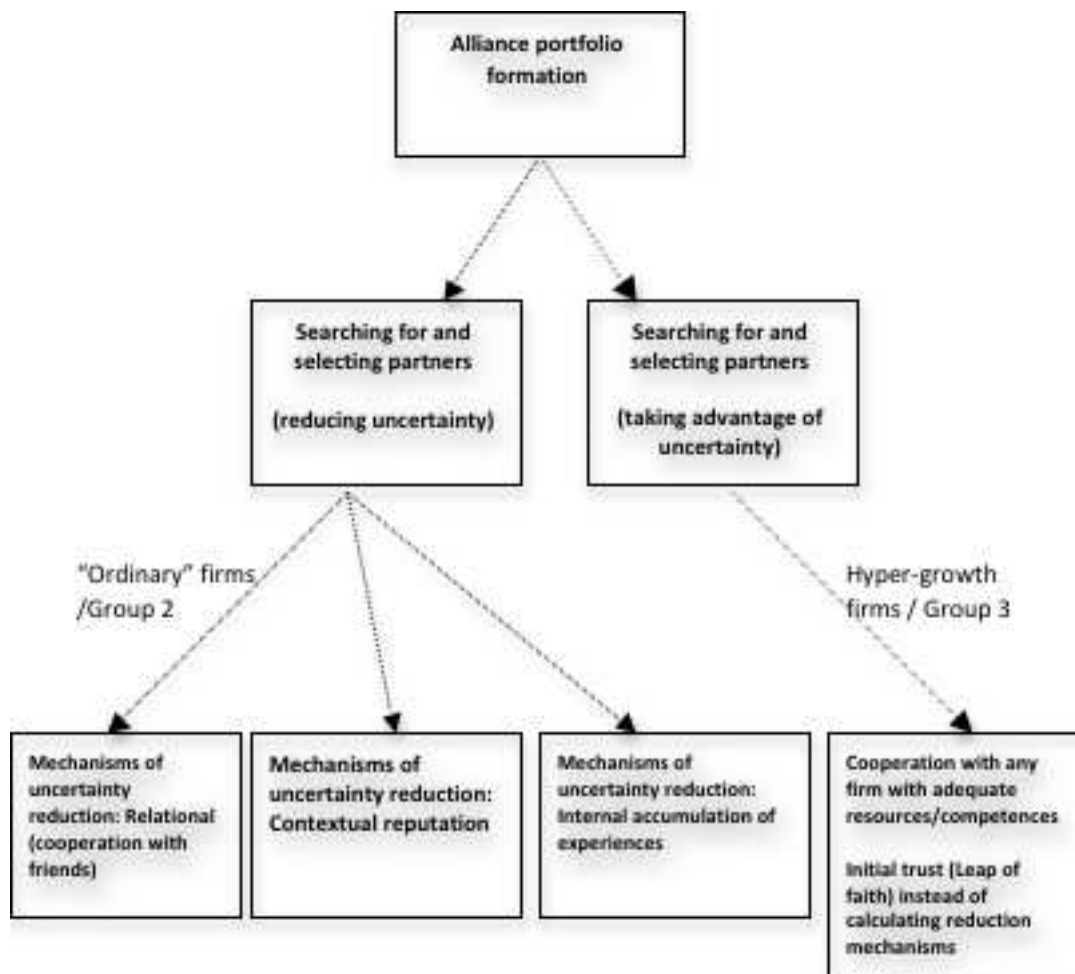 Alliance portfolio
formation
Searching for and
selecting partners
(reducing uncertainty)
Searching for and
selecting partners
(taking advantage of
uncertainty)
“Ordinary” firms
/Group 2
Hyper-growth
firms / Group 3
Mechanisms of
uncertainty
reduction: Relational
(cooperation with
friends)
Mechanisms of
uncertainty reduction:
Contextual reputation
Mechanisms of
uncertainty reduction:
Internal accumulation of
experiences
Cooperation with any
firm with adequate
resources/competences
Initial trust (Leap of
faith) instead of
calculating reduction
mechanisms